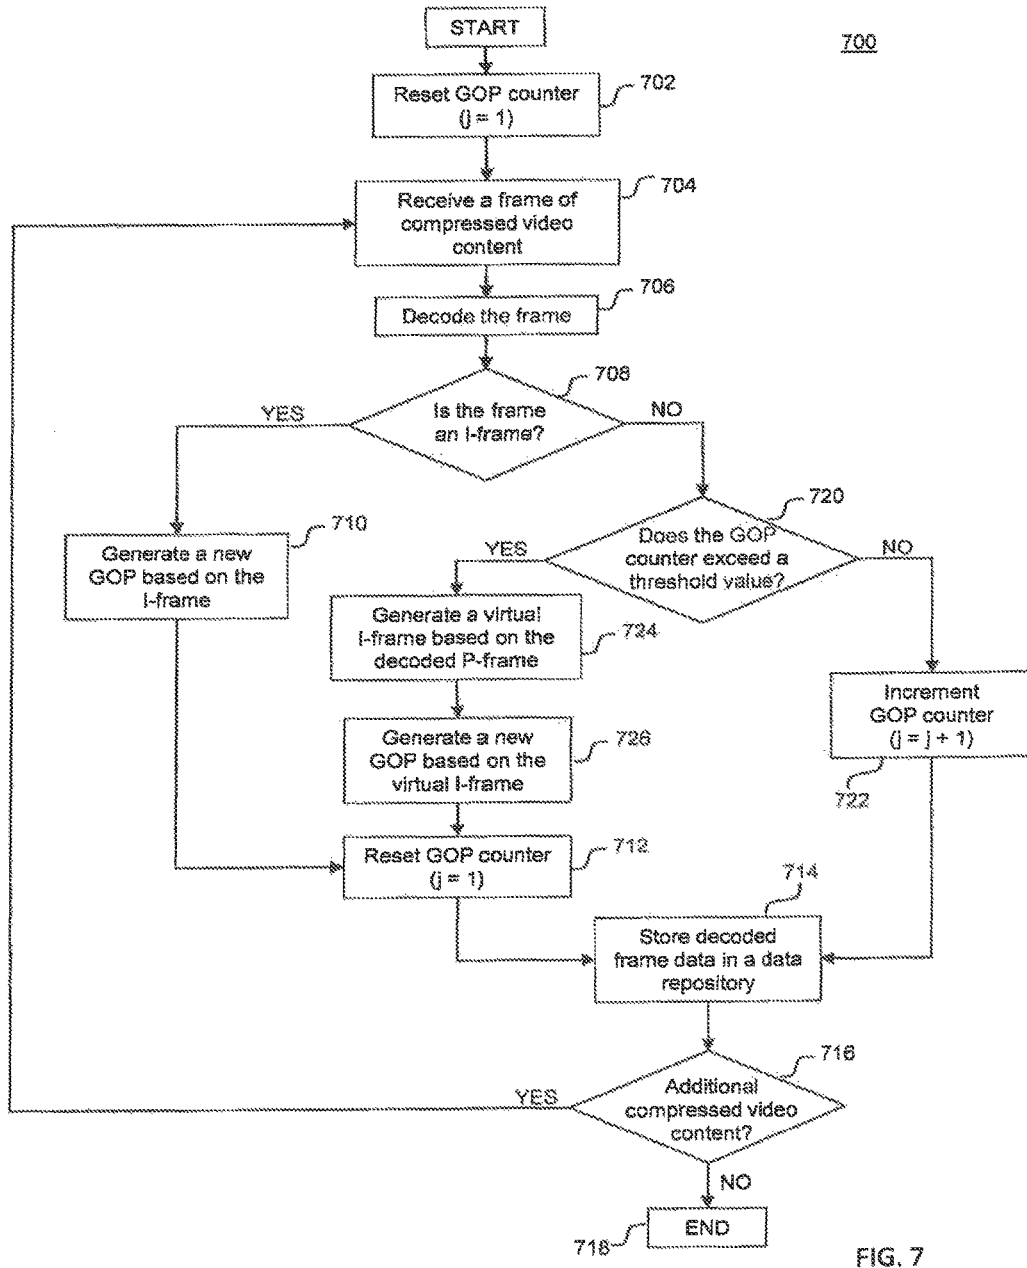 START
700
Reset GOP counter
(j = 1)
702
Receive a frame of
compressed video
content
704
Decode the frame
706
Is the frame
an I-frame?
708
YES
NO
Generate a new
GOP based on the
I-frame
710
Does the GOP
counter exceed a
threshold value?
720
YES
NO
Generate a virtual
I-frame based on the
decoded P-frame
724
Increment
GOP counter
(j = j + 1)
722
Generate a new
GOP based on the
virtual I-frame
726
Reset GOP counter
(j = 1)
712
Store decoded
frame data in a data
repository
714
Additional
compressed video
content?
716
YES
NO
END
718
FIG. 7